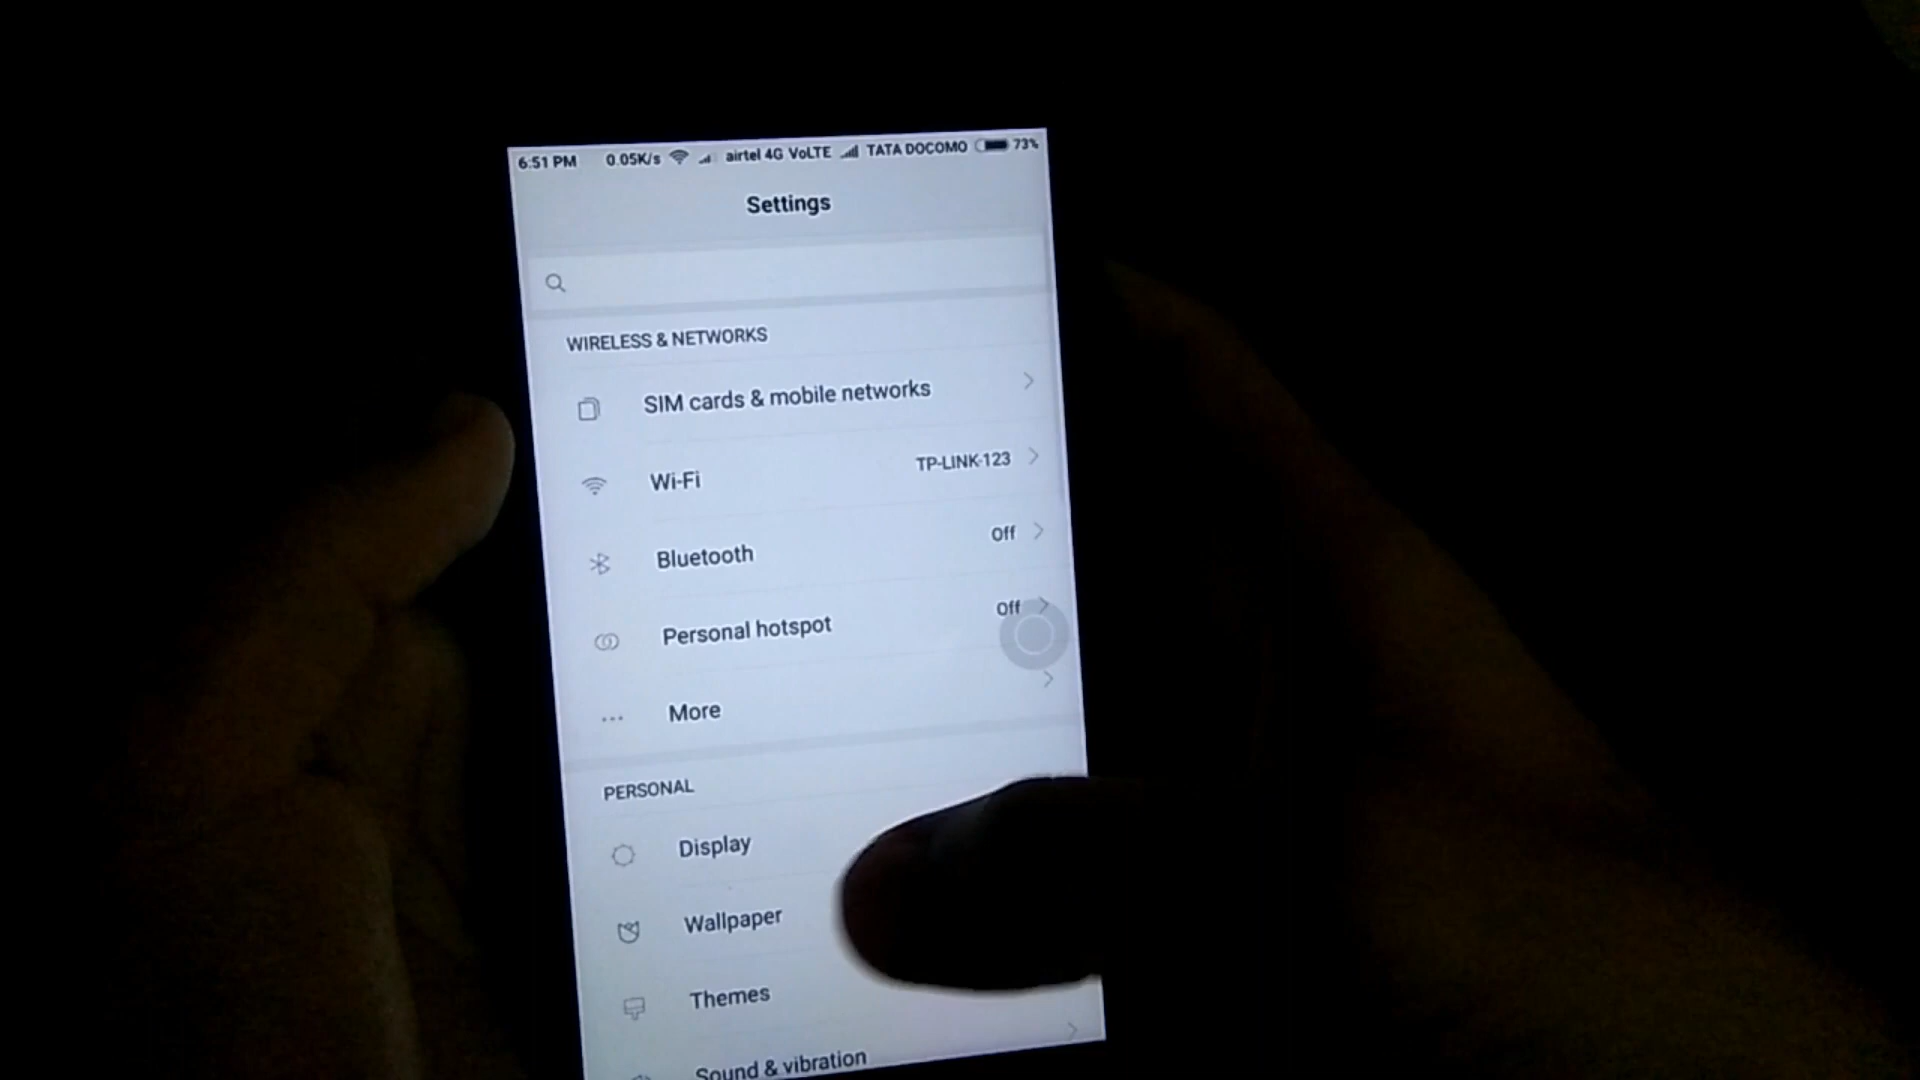 6:51 PM 0.05K/s airtel 4G VoLTE TATA DOCOMO 73%
Settings
WIRELESS & NETWORKS
SIM cards & mobile networks
Wi-Fi TP-LINK-123
Bluetooth Off
Personal hotspot Off
More
PERSONAL
Display
Wallpaper
Themes
Sound & vibration